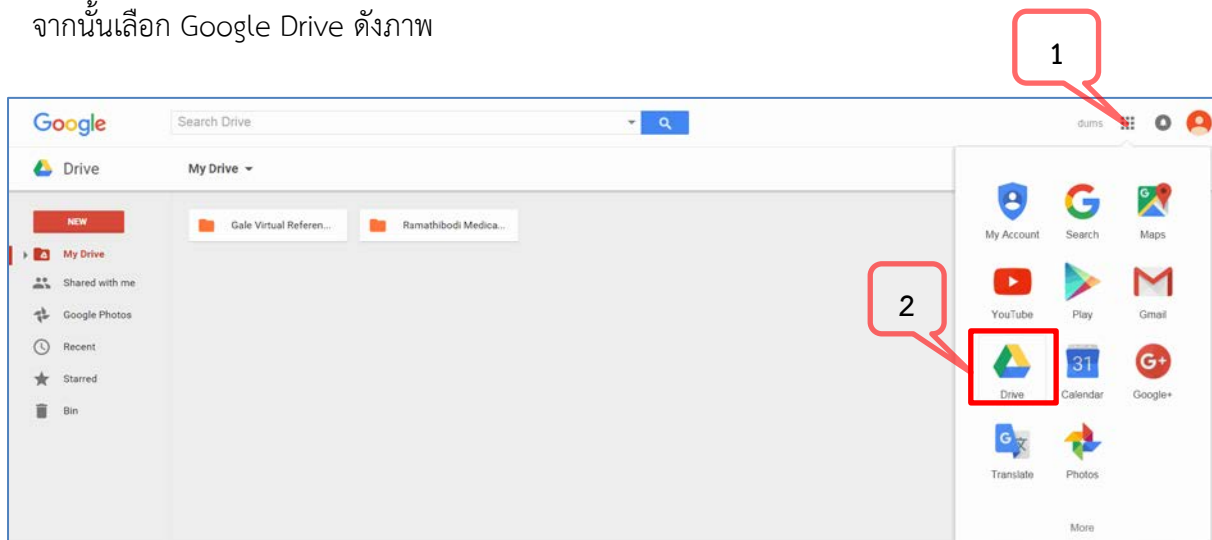 จากนั้นเลือก Google Drive ดังภาพ
1
Google
Search Drive
dums
Drive
My Drive
NEW
Gale Virtual Referen...
Ramathibodi Medica...
My Drive
Shared with me
Google Photos
Recent
Starred
Bin
2
My Account
Search
G
Maps
YouTube
Play
Gmail
31
G+
Drive
Calendar
Google+
G 文
Translate
Photos
More